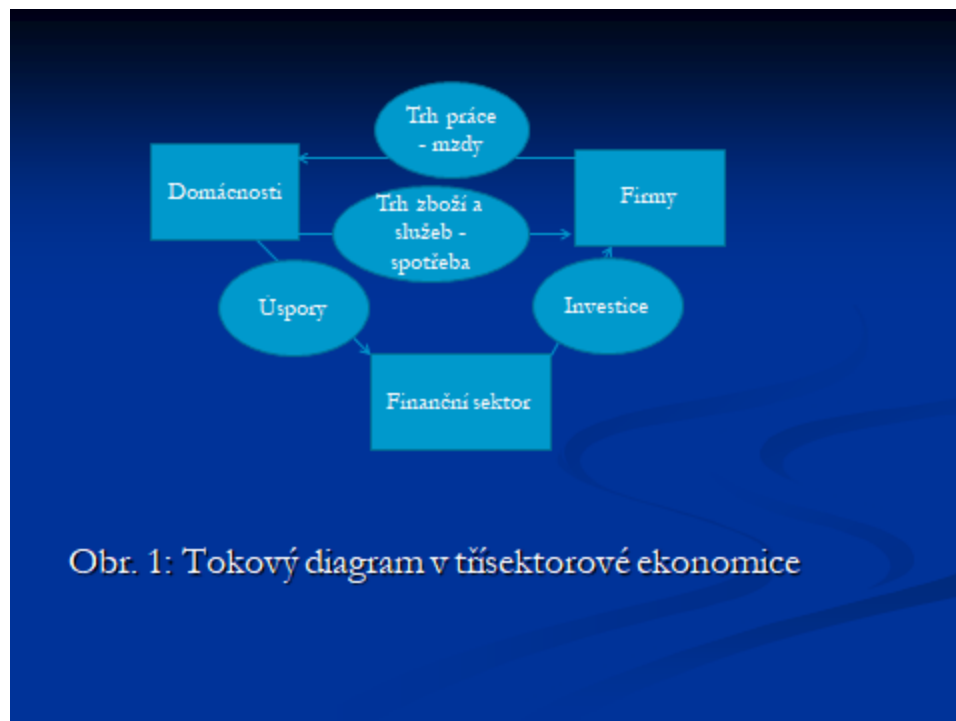 Trh práce
- mzdy
Domácnosti
Firmy
Trh zboží a
služeb -
spotřeba
Úspory
Investice
Finanční sektor
Obr. 1: Tokový diagram v třísektorové ekonomice